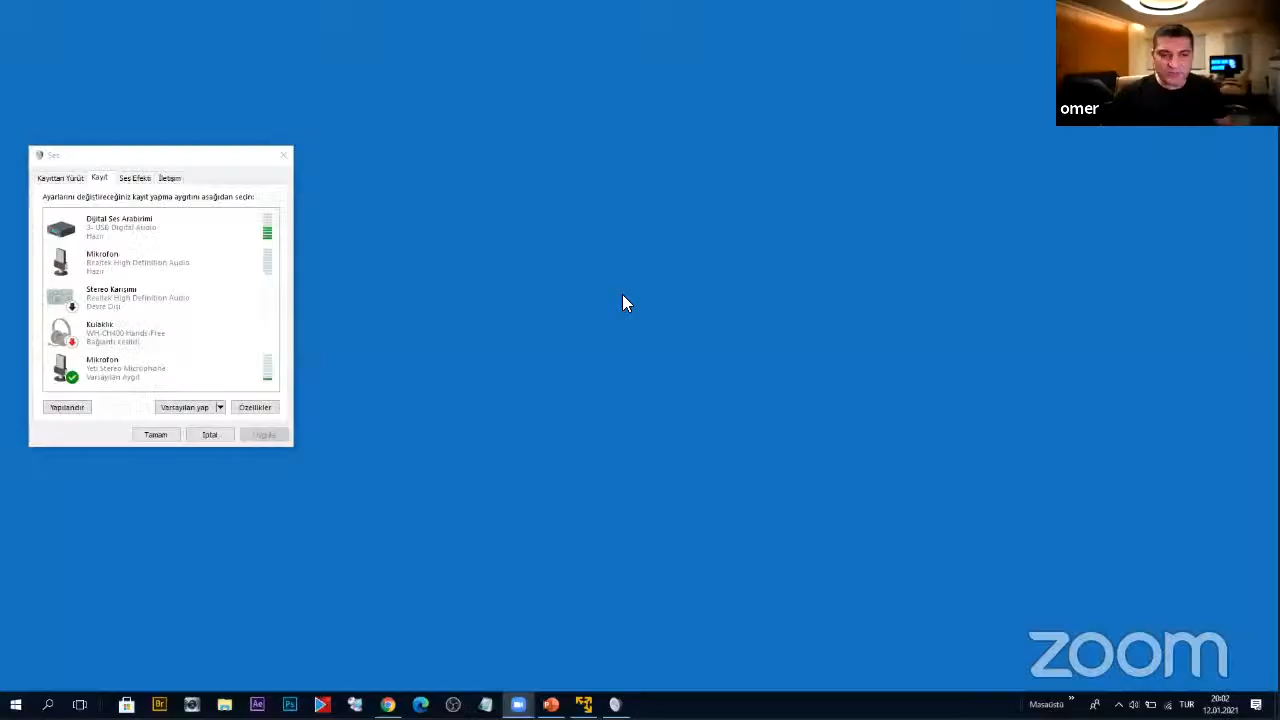 omer
Ses
Kayıttan Yürüt Kayıt Ses Efekti İletişim
Ayarlarını değiştireceğiniz kayıt yapma aygıtını aşağıdan seçin:
Dijital Ses Arabirimi
3- USB Digital Audio
Hazır
Mikrofon
Realtek High Definition Audio
Hazır
Stereo Karışımı
Realtek High Definition Audio
Devre Dışı
Kulaklık
WH-CH400 Hands-Free
Bağlantı kesildi
Mikrofon
Yeti Stereo Microphone
Varsayılan Aygıt
Yapılandır Varsayılan yap Özellikler
Tamam İptal Uygula
zoom
Br Ae Ps
Masaüstü
TUR
20:02
12.01.2021